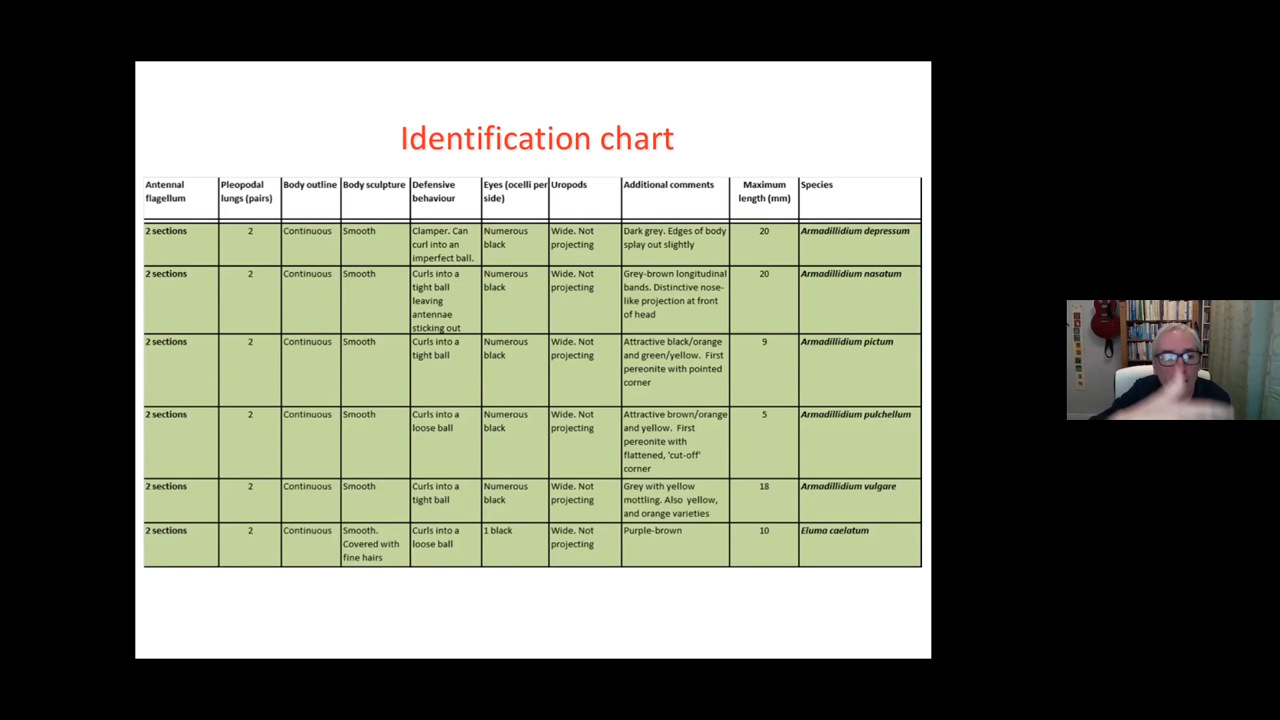 Identification chart
Antennal flagellum | Pleopodal lungs (pairs) | Body outline | Body sculpture | Defensive behaviour | Eyes (ocelli per side) | Uropods | Additional comments | Maximum length (mm) | Species
2 sections | 2 | Continuous | Smooth | Clamper. Can curl into an imperfect ball. | Numerous black | Wide. Not projecting | Dark grey. Edges of body splay out slightly | 20 | Armadillidium depressum
2 sections | 2 | Continuous | Smooth | Curls into a tight ball leaving antennae sticking out | Numerous black | Wide. Not projecting | Grey-brown longitudinal bands. Distinctive nose-like projection at front of head | 20 | Armadillidium nasatum
2 sections | 2 | Continuous | Smooth | Curls into a tight ball | Numerous black | Wide. Not projecting | Attractive black/orange and green/yellow. First pereonite with pointed corner | 9 | Armadillidium pictum
2 sections | 2 | Continuous | Smooth | Curls into a loose ball | Numerous black | Wide. Not projecting | Attractive brown/orange and yellow. First pereonite with flattened, 'cut-off' corner | 5 | Armadillidium pulchellum
2 sections | 2 | Continuous | Smooth | Curls into a tight ball | Numerous black | Wide. Not projecting | Grey with yellow mottling. Also yellow, and orange varieties | 18 | Armadillidium vulgare
2 sections | 2 | Continuous | Smooth. Covered with fine hairs | Curls into a loose ball | 1 black | Wide. Not projecting | Purple-brown | 10 | Eluma caelatum